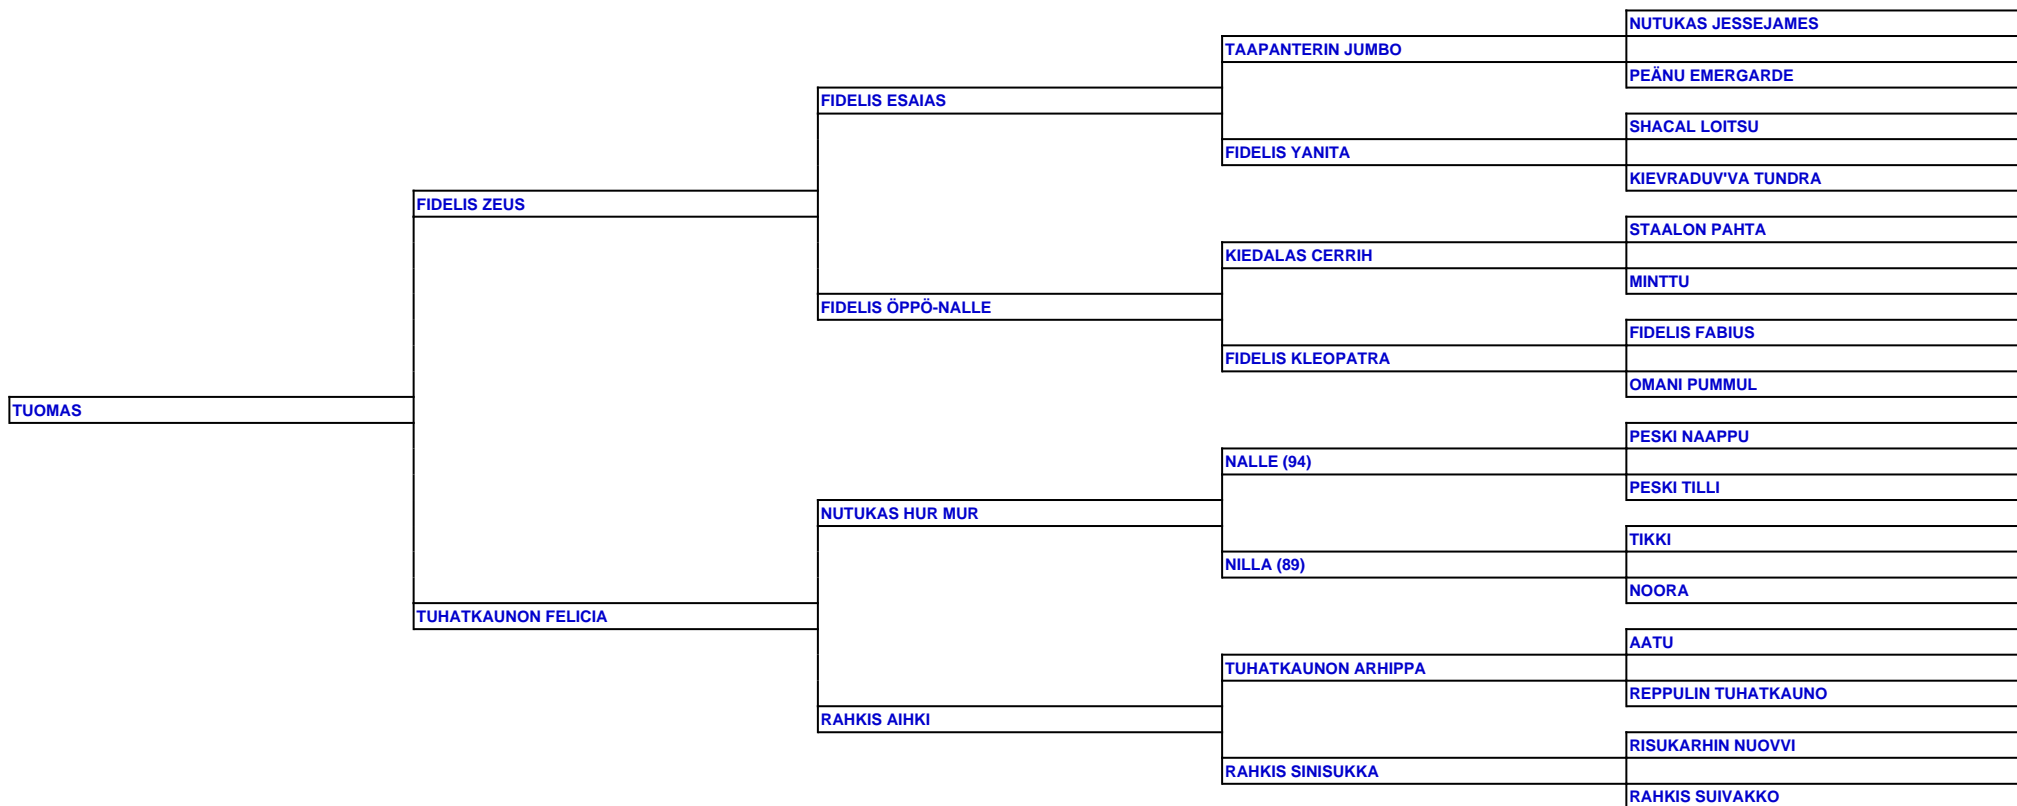 NUTUKAS JESSEJAMES
TAAPANTERIN JUMBO
PEÄNU EMERGARDE
FIDELIS ESAIAS
SHACAL LOITSU
FIDELIS YANITA
KIEVRADUV'VA TUNDRA
FIDELIS ZEUS
STAALON PAHTA
KIEDALAS CERRIH
MINTTU
FIDELIS ÖPPÖ-NALLE
FIDELIS FABIUS
FIDELIS KLEOPATRA
OMANI PUMMUL
TUOMAS
PESKI NAAPPU
NALLE (94)
PESKI TILLI
NUTUKAS HUR MUR
TIKKI
NILLA (89)
NOORA
TUHATKAUNON FELICIA
AATU
TUHATKAUNON ARHIPPA
REPPULIN TUHATKAUNO
RAHKIS AIHKI
RISUKARHIN NUOVVI
RAHKIS SINISUKKA
RAHKIS SUIVAKKO